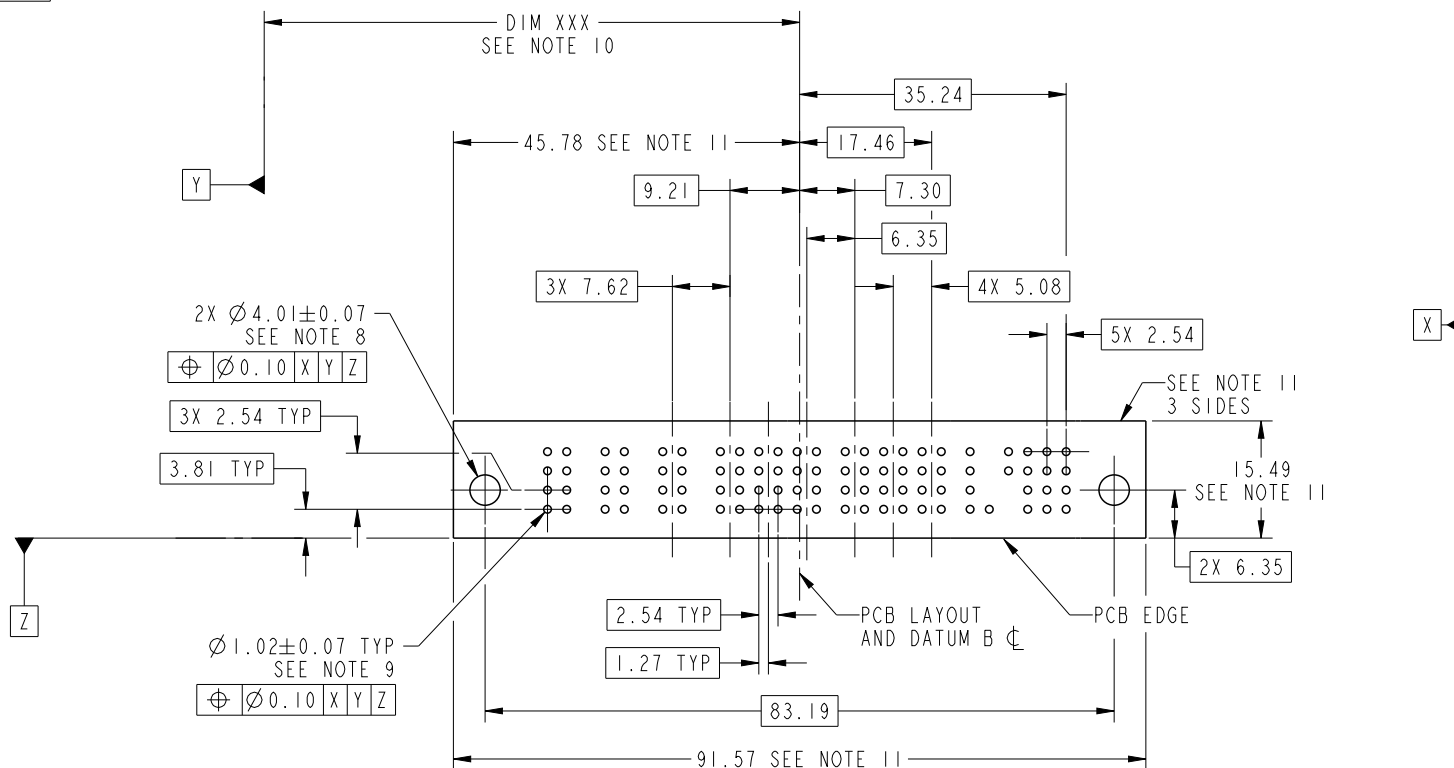 DIM XXX
SEE NOTE 10
35.24
45.78 SEE NOTE 11
17.46
Y
9.21
7.30
6.35
3X 7.62
4X 5.08
2X Ø4.01±0.07
SEE NOTE 8
⌖ Ø0.10 X Y Z
X
5X 2.54
SEE NOTE 11
3 SIDES
3X 2.54 TYP
3.81 TYP
15.49
SEE NOTE 11
2X 6.35
Z
2.54 TYP
PCB LAYOUT
AND DATUM B ℄
PCB EDGE
Ø1.02±0.07 TYP
SEE NOTE 9
1.27 TYP
⌖ Ø0.10 X Y Z
83.19
91.57 SEE NOTE 11